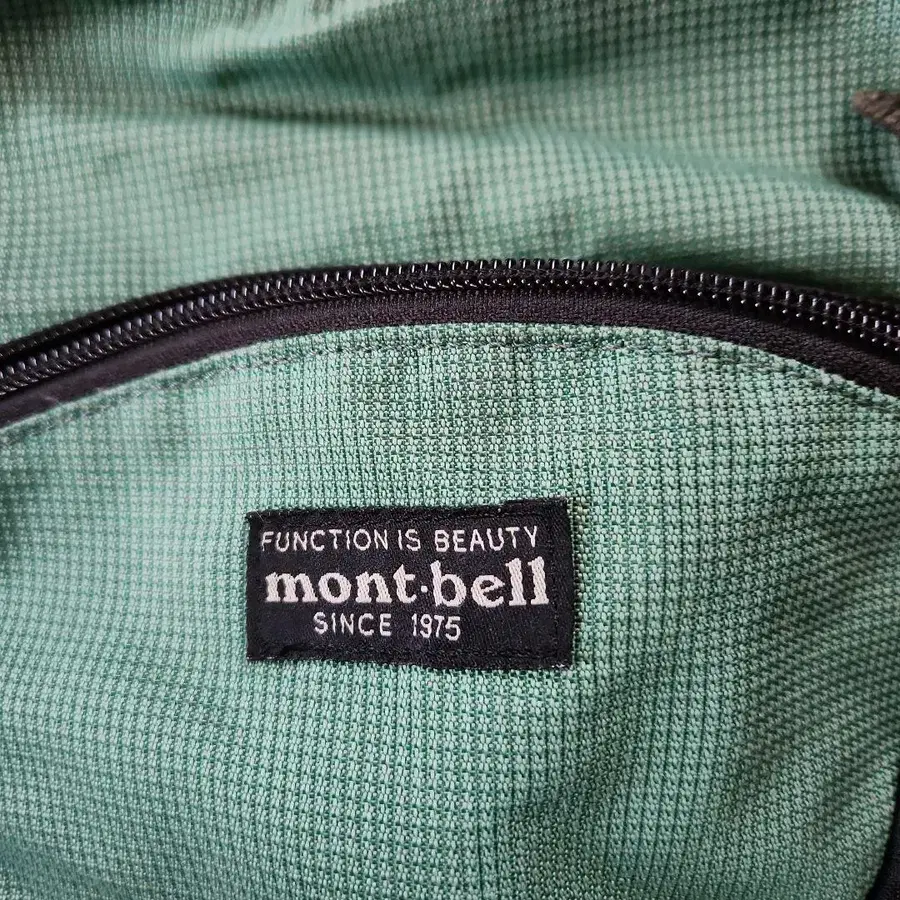 FUNCTION IS BEAUTY
mont·bell
SINCE 1975